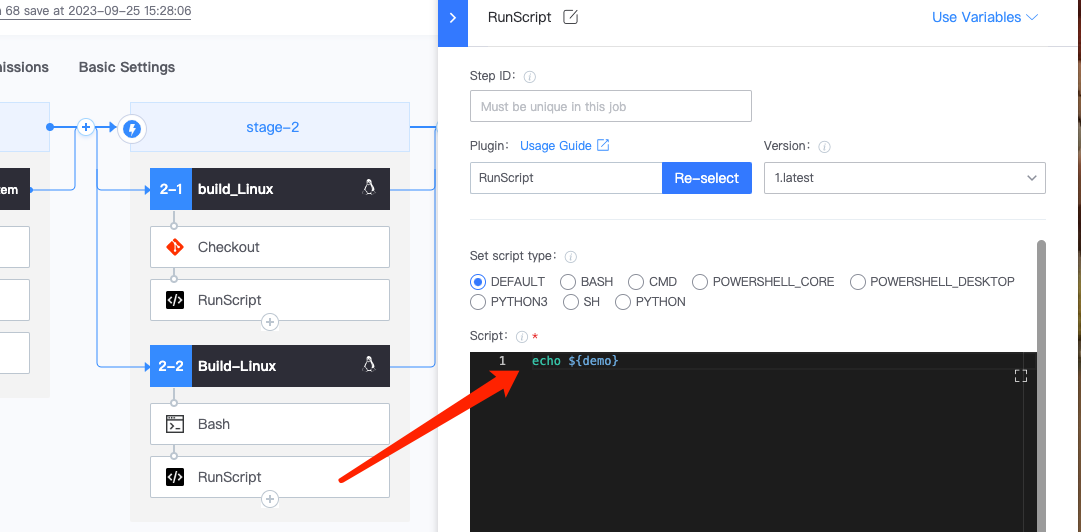 68 save at 2023-09-25 15:28:06
Basic Settings
stage-2
2-1 build_Linux
Checkout
RunScript
2-2 Build-Linux
Bash
RunScript
RunScript
Use Variables
Step ID:
Must be unique in this job
Plugin: Usage Guide
Version:
RunScript
Re-select
1.latest
Set script type:
DEFAULT BASH CMD POWERSHELL_CORE POWERSHELL_DESKTOP
PYTHON3 SH PYTHON
Script: *
1 echo ${demo}